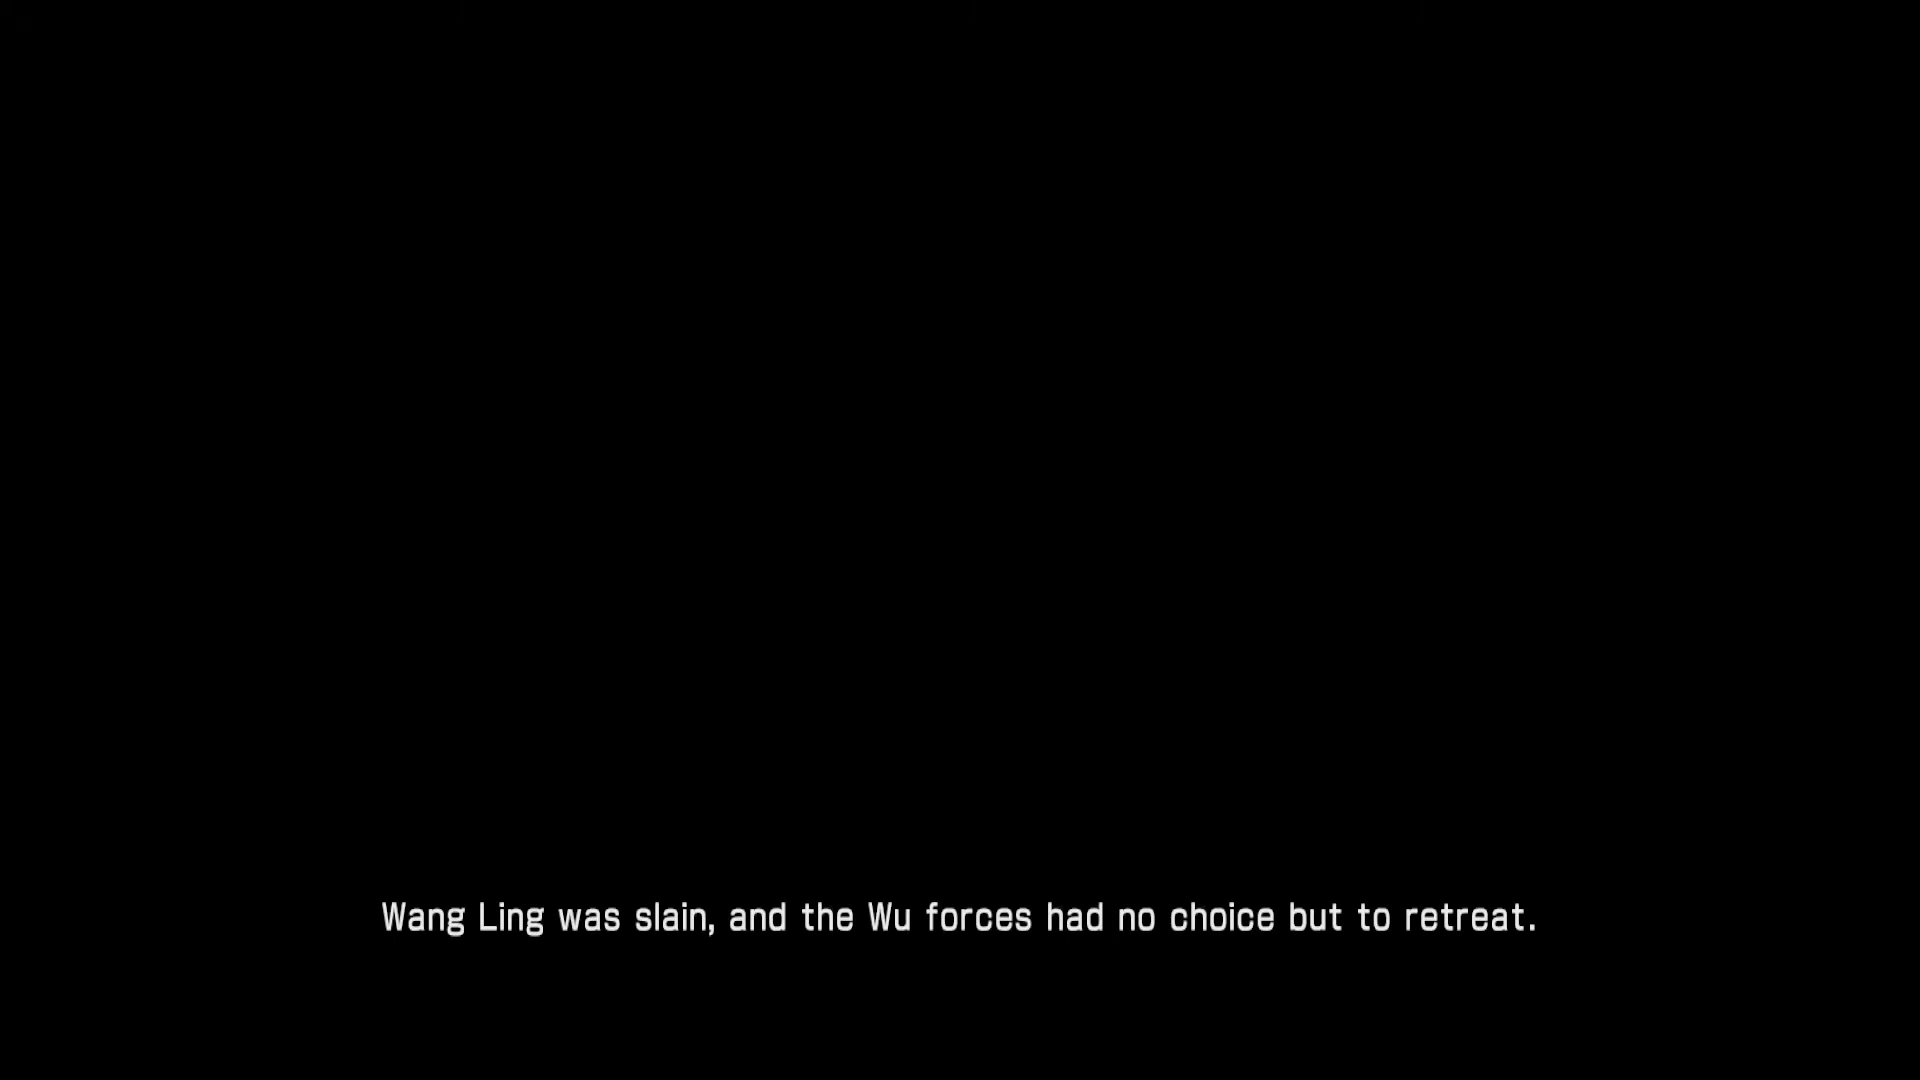 Wang Ling was slain, and the Wu forces had no choice but to retreat.